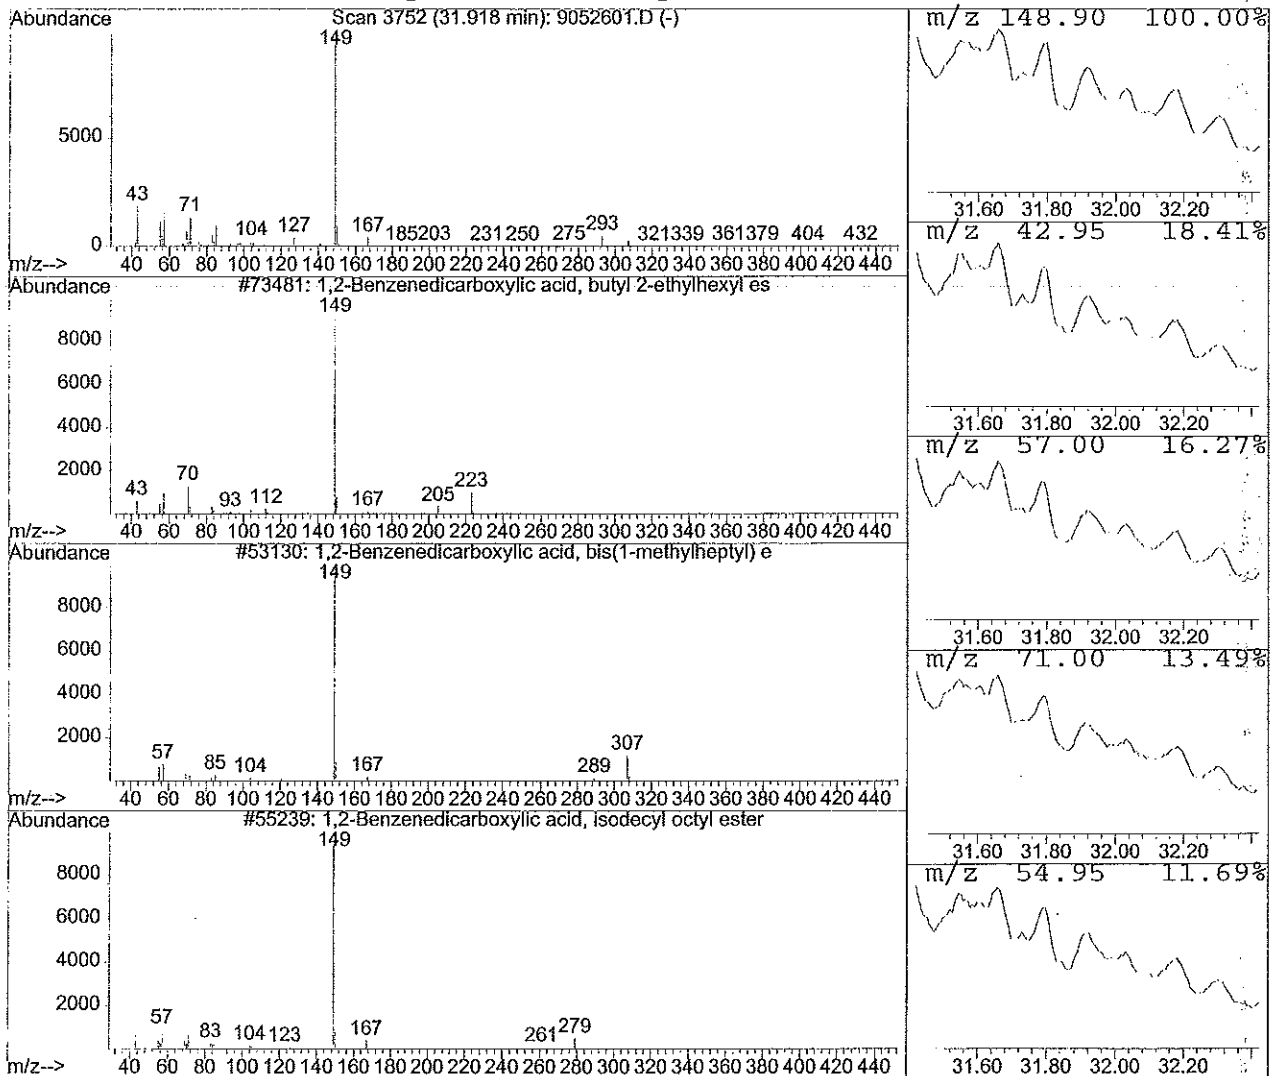 Abundance
Scan 3752 (31.918 min): 9052601.D (-)
149
5000
43
71
104
127
167
185203
231 250
275
293
321339
361379
404
432
0
m/z-->
40 60 80 100 120 140 160 180 200 220 240 260 280 300 320 340 360 380 400 420 440
Abundance
#73481: 1,2-Benzenedicarboxylic acid, butyl 2-ethylhexyl es
149
8000
6000
4000
2000
43
70
93
112
167
205
223
m/z-->
40 60 80 100 120 140 160 180 200 220 240 260 280 300 320 340 360 380 400 420 440
Abundance
#53130: 1,2-Benzenedicarboxylic acid, bis(1-methylheptyl) e
149
8000
6000
4000
2000
57
85
104
167
289
307
m/z-->
40 60 80 100 120 140 160 180 200 220 240 260 280 300 320 340 360 380 400 420 440
Abundance
#55239: 1,2-Benzenedicarboxylic acid, isodecyl octyl ester
149
8000
6000
4000
2000
57
83
104 123
167
261
279
m/z-->
40 60 80 100 120 140 160 180 200 220 240 260 280 300 320 340 360 380 400 420 440
m/z 148.90 100.00%
31.60 31.80 32.00 32.20
m/z 42.95 18.41%
31.60 31.80 32.00 32.20
m/z 57.00 16.27%
31.60 31.80 32.00 32.20
m/z 71.00 13.49%
31.60 31.80 32.00 32.20
m/z 54.95 11.69%
31.60 31.80 32.00 32.20